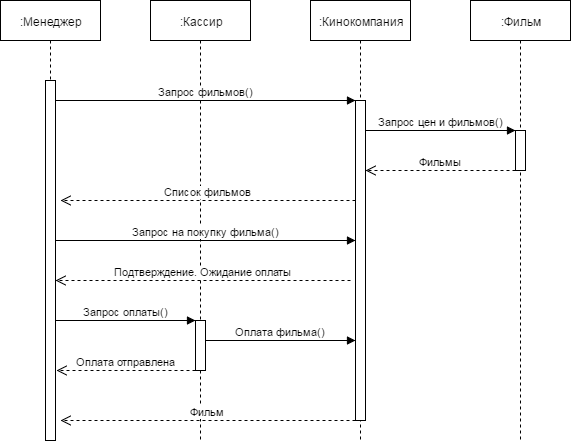 :Менеджер
:Кассир
:Кинокомпания
:Фильм
Запрос фильмов()
Запрос цен и фильмов()
Фильмы
Список фильмов
Запрос на покупку фильма()
Подтверждение. Ожидание оплаты
Запрос оплаты()
Оплата фильма()
Оплата отправлена
Фильм